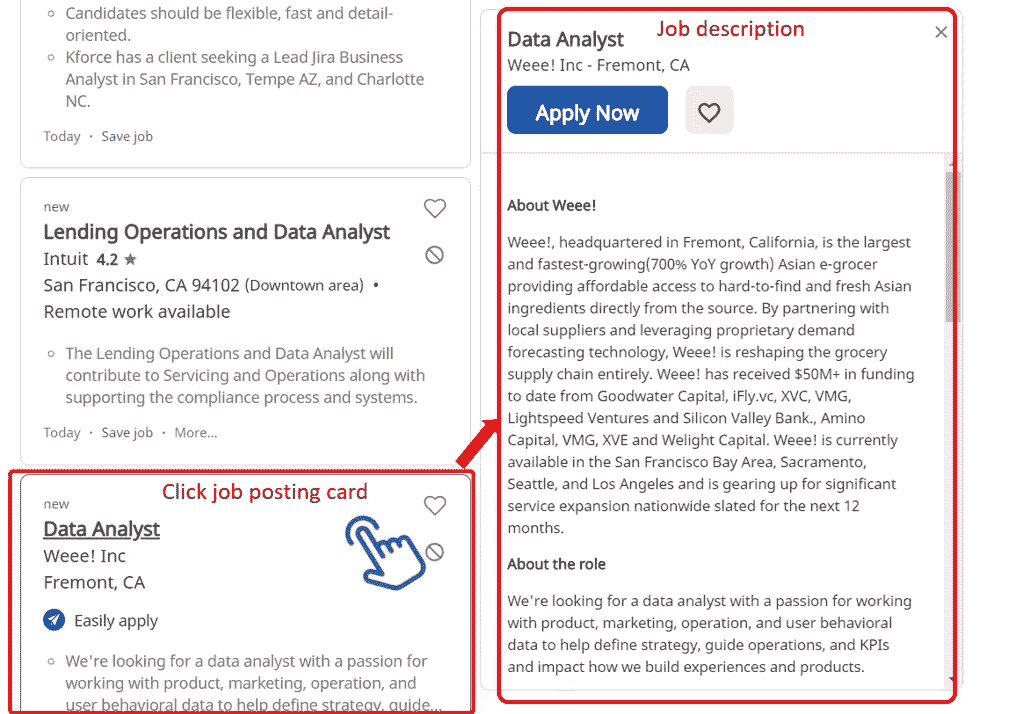 Candidates should be flexible, fast and detail-
oriented.
Kforce has a client seeking a Lead Jira Business
Analyst in San Francisco, Tempe AZ, and Charlotte
NC.
Today · Save job
new
Lending Operations and Data Analyst
Intuit 4.2 ★
San Francisco, CA 94102 (Downtown area) •
Remote work available
The Lending Operations and Data Analyst will
contribute to Servicing and Operations along with
supporting the compliance process and systems.
Today · Save job · More...
Click job posting card
new
Data Analyst
Weee! Inc
Fremont, CA
Easily apply
We're looking for a data analyst with a passion for
working with product, marketing, operation, and
user behavioral data to help define strategy, guide...
Job description
Data Analyst
Weee! Inc - Fremont, CA
Apply Now
About Weee!
Weee!, headquartered in Fremont, California, is the largest
and fastest-growing(700% YoY growth) Asian e-grocer
providing affordable access to hard-to-find and fresh Asian
ingredients directly from the source. By partnering with
local suppliers and leveraging proprietary demand
forecasting technology, Weee! is reshaping the grocery
supply chain entirely. Weee! has received $50M+ in funding
to date from Goodwater Capital, iFly.vc, XVC, VMG,
Lightspeed Ventures and Silicon Valley Bank., Amino
Capital, VMG, XVE and Welight Capital. Weee! is currently
available in the San Francisco Bay Area, Sacramento,
Seattle, and Los Angeles and is gearing up for significant
service expansion nationwide slated for the next 12
months.
About the role
We're looking for a data analyst with a passion for working
with product, marketing, operation, and user behavioral
data to help define strategy, guide operations, and KPIs
and impact how we build experiences and products.